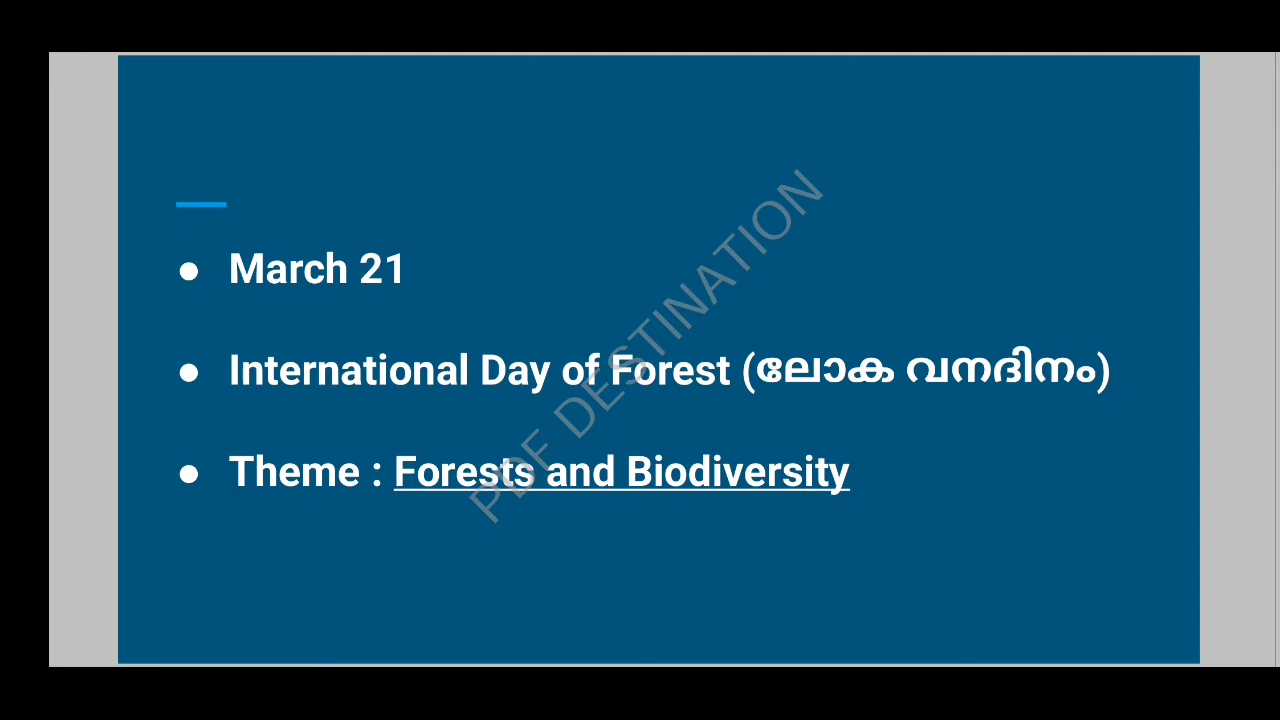 ● March 21
● International Day of Forest (ലോക വനദിനം)
● Theme : Forests and Biodiversity
PDF DESTINATION